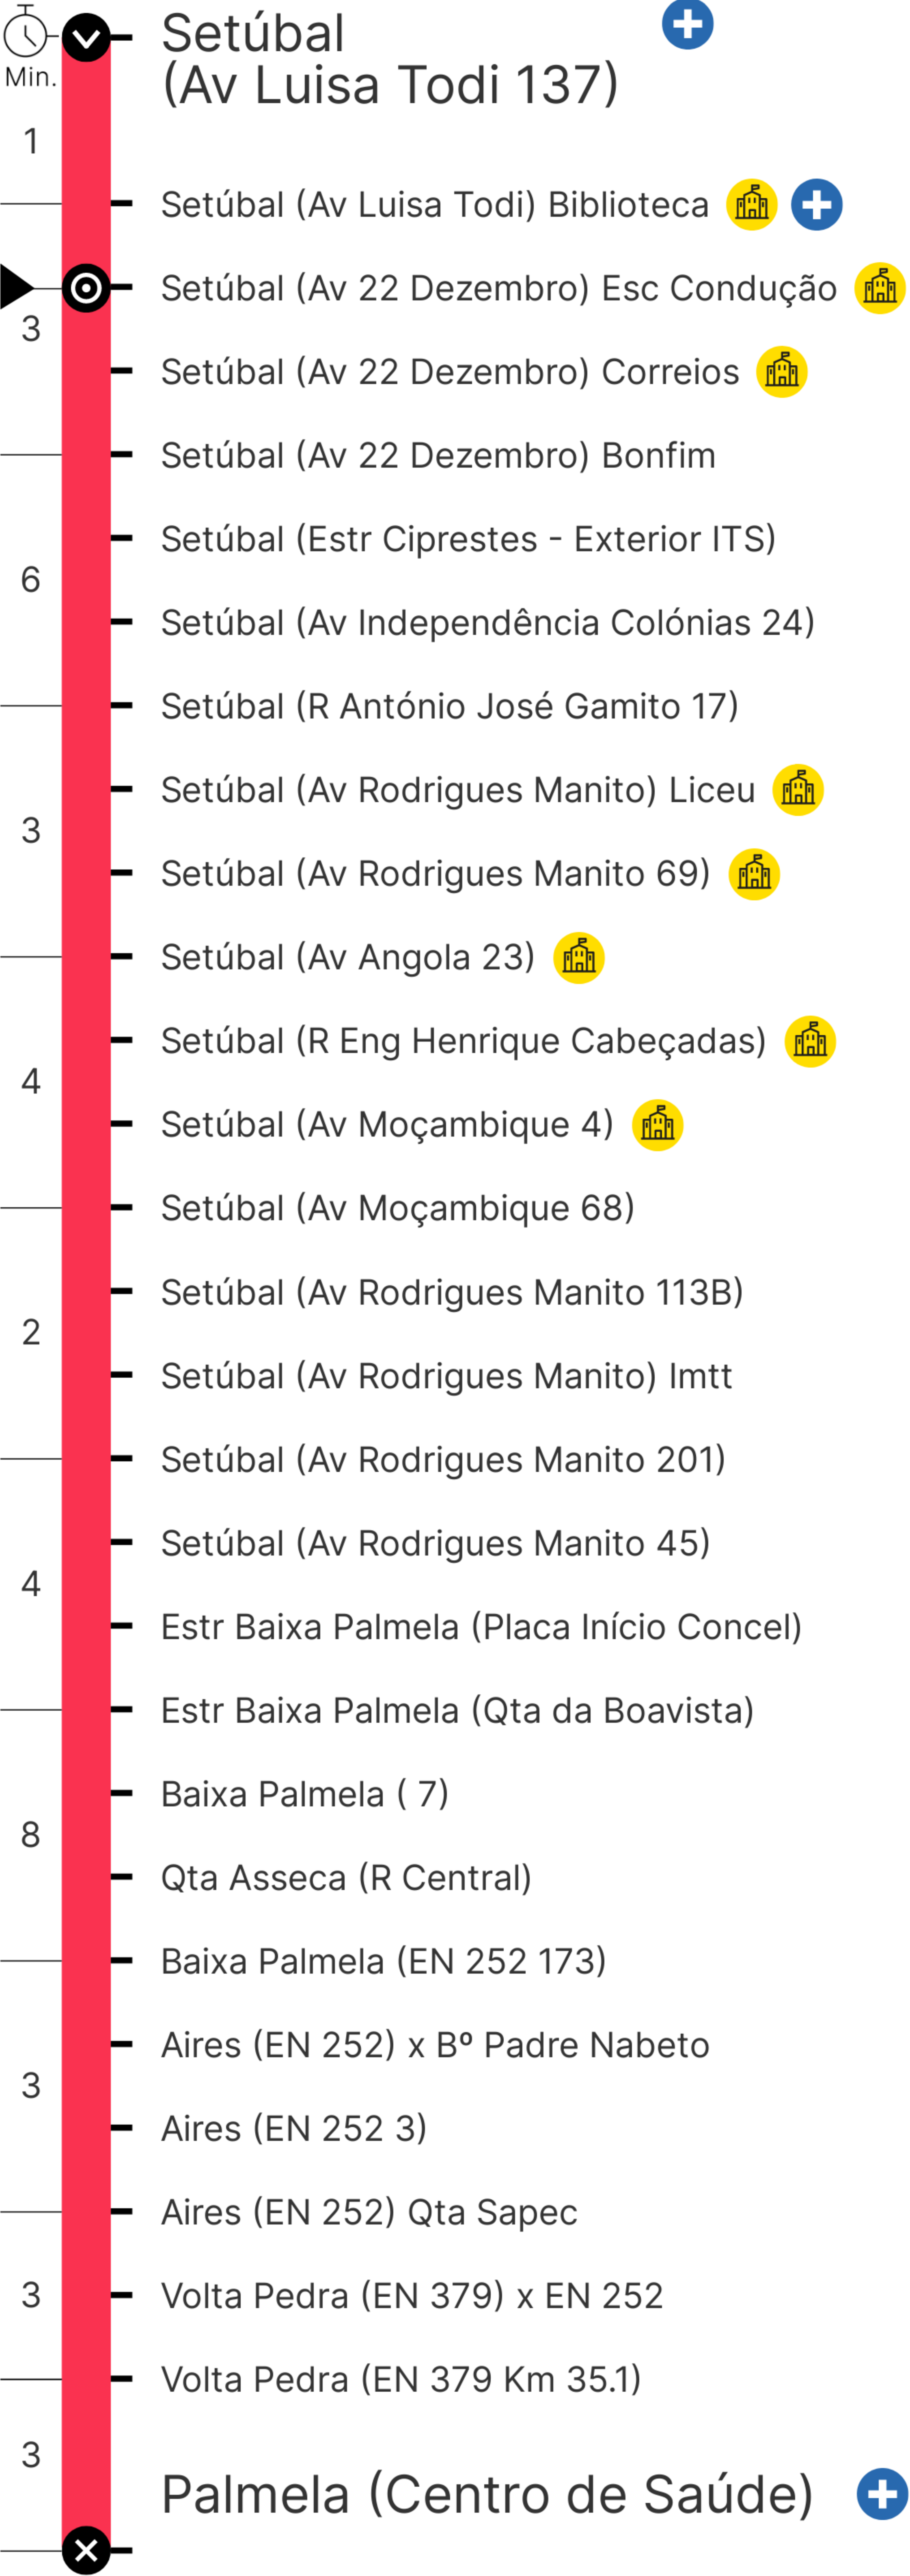 Setúbal
(Av Luisa Todi 137)
Min.
1
Setúbal (Av Luisa Todi) Biblioteca
Setúbal (Av 22 Dezembro) Esc Condução
3
Setúbal (Av 22 Dezembro) Correios
Setúbal (Av 22 Dezembro) Bonfim
Setúbal (Estr Ciprestes - Exterior ITS)
6
Setúbal (Av Independência Colónias 24)
Setúbal (R António José Gamito 17)
Setúbal (Av Rodrigues Manito) Liceu
3
Setúbal (Av Rodrigues Manito 69)
Setúbal (Av Angola 23)
Setúbal (R Eng Henrique Cabeçadas)
4
Setúbal (Av Moçambique 4)
Setúbal (Av Moçambique 68)
Setúbal (Av Rodrigues Manito 113B)
2
Setúbal (Av Rodrigues Manito) Imtt
Setúbal (Av Rodrigues Manito 201)
Setúbal (Av Rodrigues Manito 45)
4
Estr Baixa Palmela (Placa Início Concel)
Estr Baixa Palmela (Qta da Boavista)
Baixa Palmela ( 7)
8
Qta Asseca (R Central)
Baixa Palmela (EN 252 173)
Aires (EN 252) x Bº Padre Nabeto
3
Aires (EN 252 3)
Aires (EN 252) Qta Sapec
3
Volta Pedra (EN 379) x EN 252
Volta Pedra (EN 379 Km 35.1)
3
Palmela (Centro de Saúde)